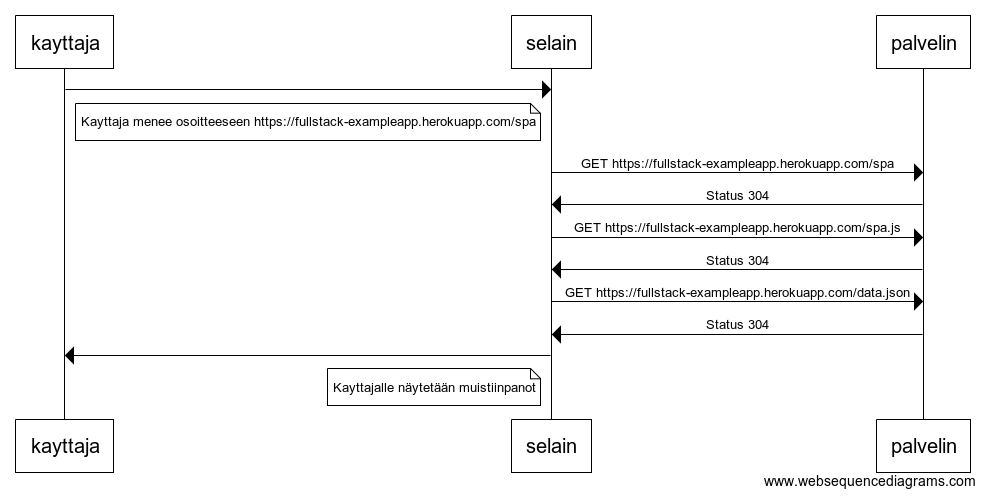 kayttaja
selain
palvelin
Kayttaja menee osoitteeseen https://fullstack-exampleapp.herokuapp.com/spa
GET https://fullstack-exampleapp.herokuapp.com/spa
Status 304
GET https://fullstack-exampleapp.herokuapp.com/spa.js
Status 304
GET https://fullstack-exampleapp.herokuapp.com/data.json
Status 304
Kayttajalle näytetään muistiinpanot
kayttaja
selain
palvelin
www.websequencediagrams.com